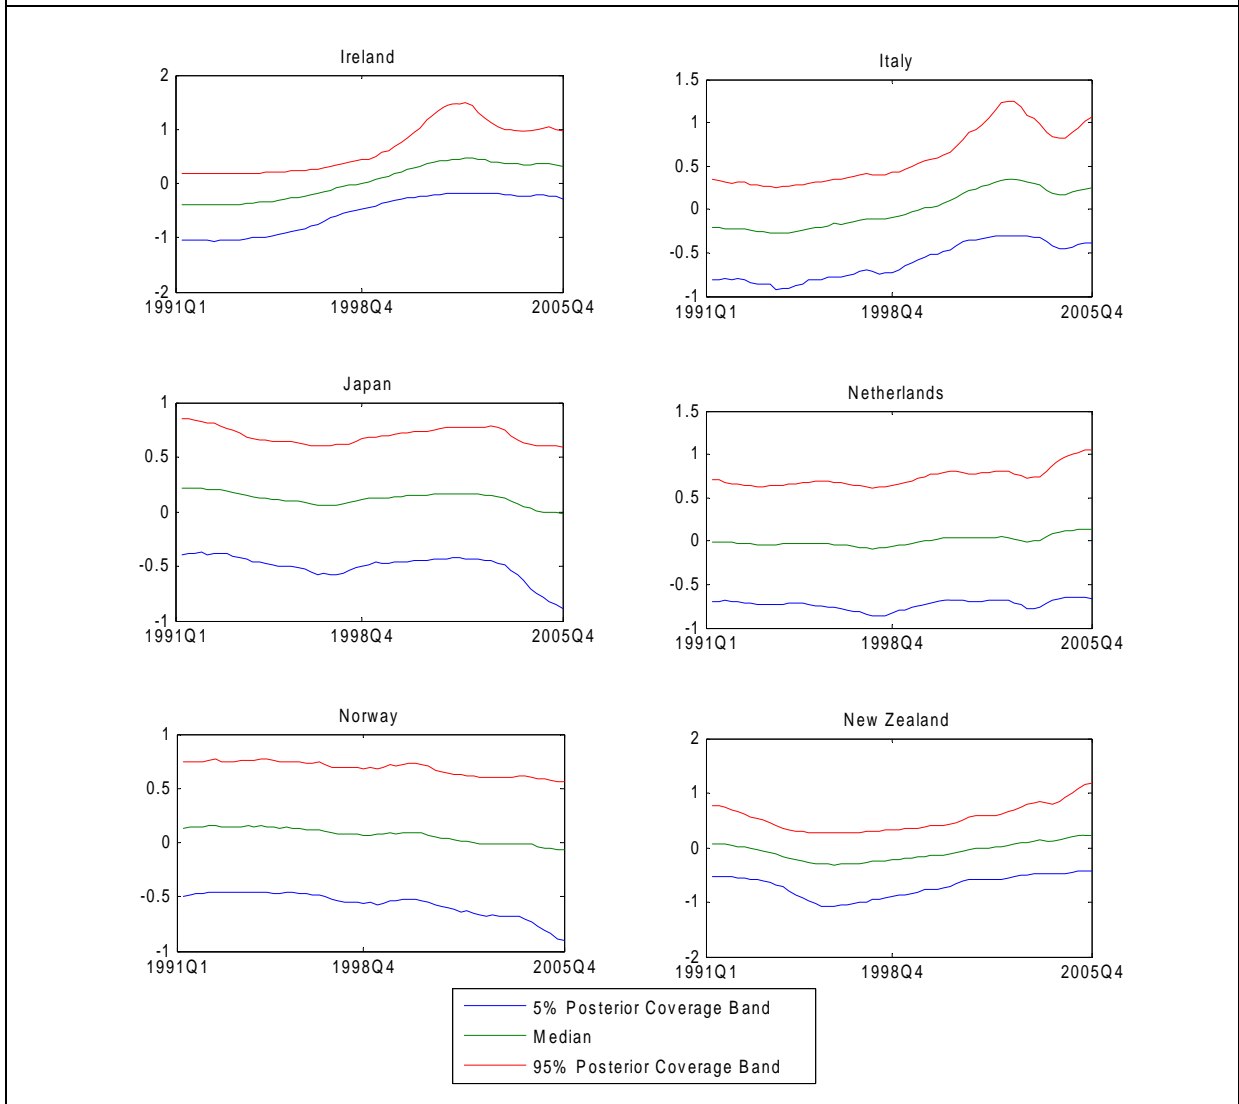 Ireland
2
1
0
-1
-2
1991Q1 1998Q4 2005Q4
Italy
1.5
1
0.5
0
-0.5
-1
1991Q1 1998Q4 2005Q4
Japan
1
0.5
0
-0.5
-1
1991Q1 1998Q4 2005Q4
Netherlands
1.5
1
0.5
0
-0.5
-1
1991Q1 1998Q4 2005Q4
Norway
1
0.5
0
-0.5
-1
1991Q1 1998Q4 2005Q4
New Zealand
2
1
0
-1
-2
1991Q1 1998Q4 2005Q4
5% Posterior Coverage Band
Median
95% Posterior Coverage Band